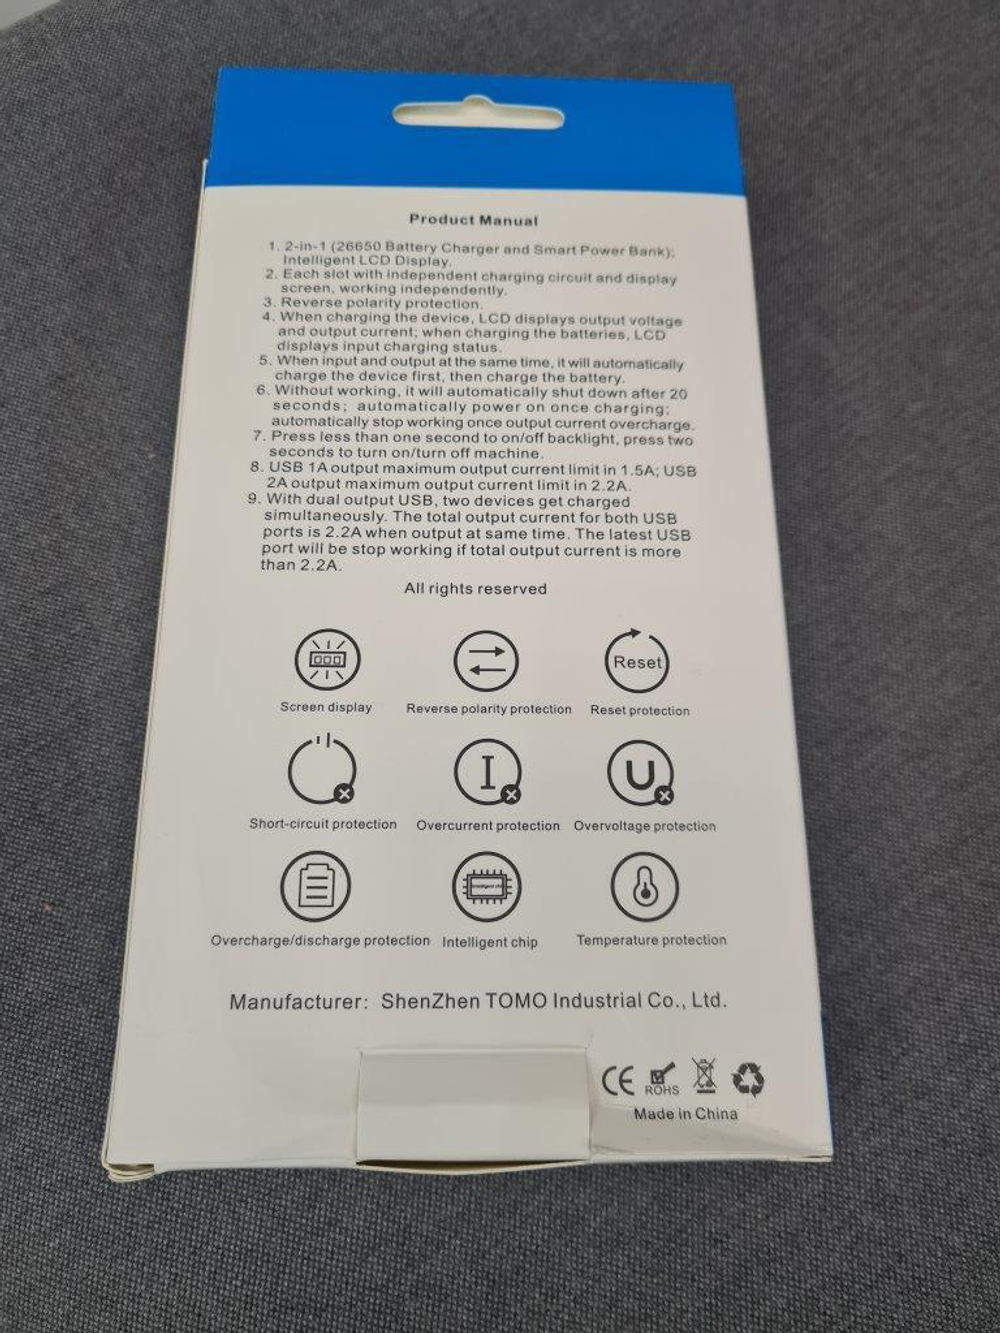 Product Manual
1. 2-in-1 (26650 Battery Charger and Smart Power Bank);
Intelligent LCD Display.
2. Each slot with independent charging circuit and display
screen, working independently.
3. Reverse polarity protection.
4. When charging the device, LCD displays output voltage
and output current; when charging the batteries, LCD
displays input charging status.
5. When input and output at the same time, it will automatically
charge the device first, then charge the battery.
6. Without working, it will automatically shut down after 20
seconds; automatically power on once charging;
automatically stop working once output current overcharge.
7. Press less than one second to on/off backlight, press two
seconds to turn on/turn off machine.
8. USB 1A output maximum output current limit in 1.5A; USB
2A output maximum output current limit in 2.2A.
9. With dual output USB, two devices get charged
simultaneously. The total output current for both USB
ports is 2.2A when output at same time. The latest USB
port will be stop working if total output current is more
than 2.2A.
All rights reserved
Reset
Screen display Reverse polarity protection Reset protection
I U
Short-circuit protection Overcurrent protection Overvoltage protection
Intelligent chip
Overcharge/discharge protection Intelligent chip Temperature protection
Manufacturer: ShenZhen TOMO Industrial Co., Ltd.
CE ROHS
Made in China